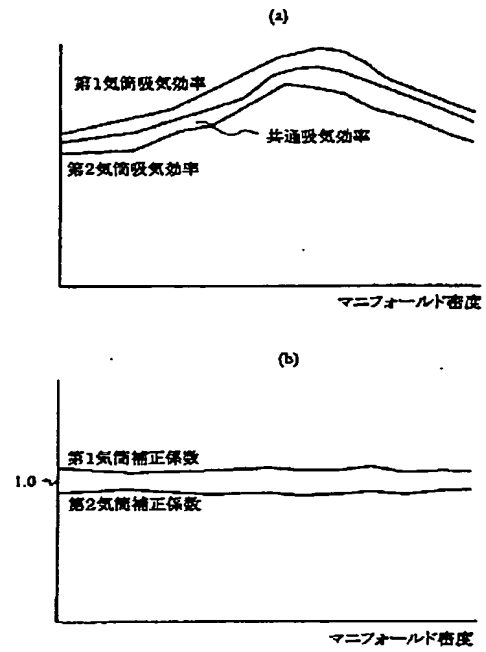 (a)
第1気筒吸気効率
共通吸気効率
第2気筒吸気効率
マニフォールド密度
(b)
第1気筒補正係数
1.0
第2気筒補正係数
マニフォールド密度